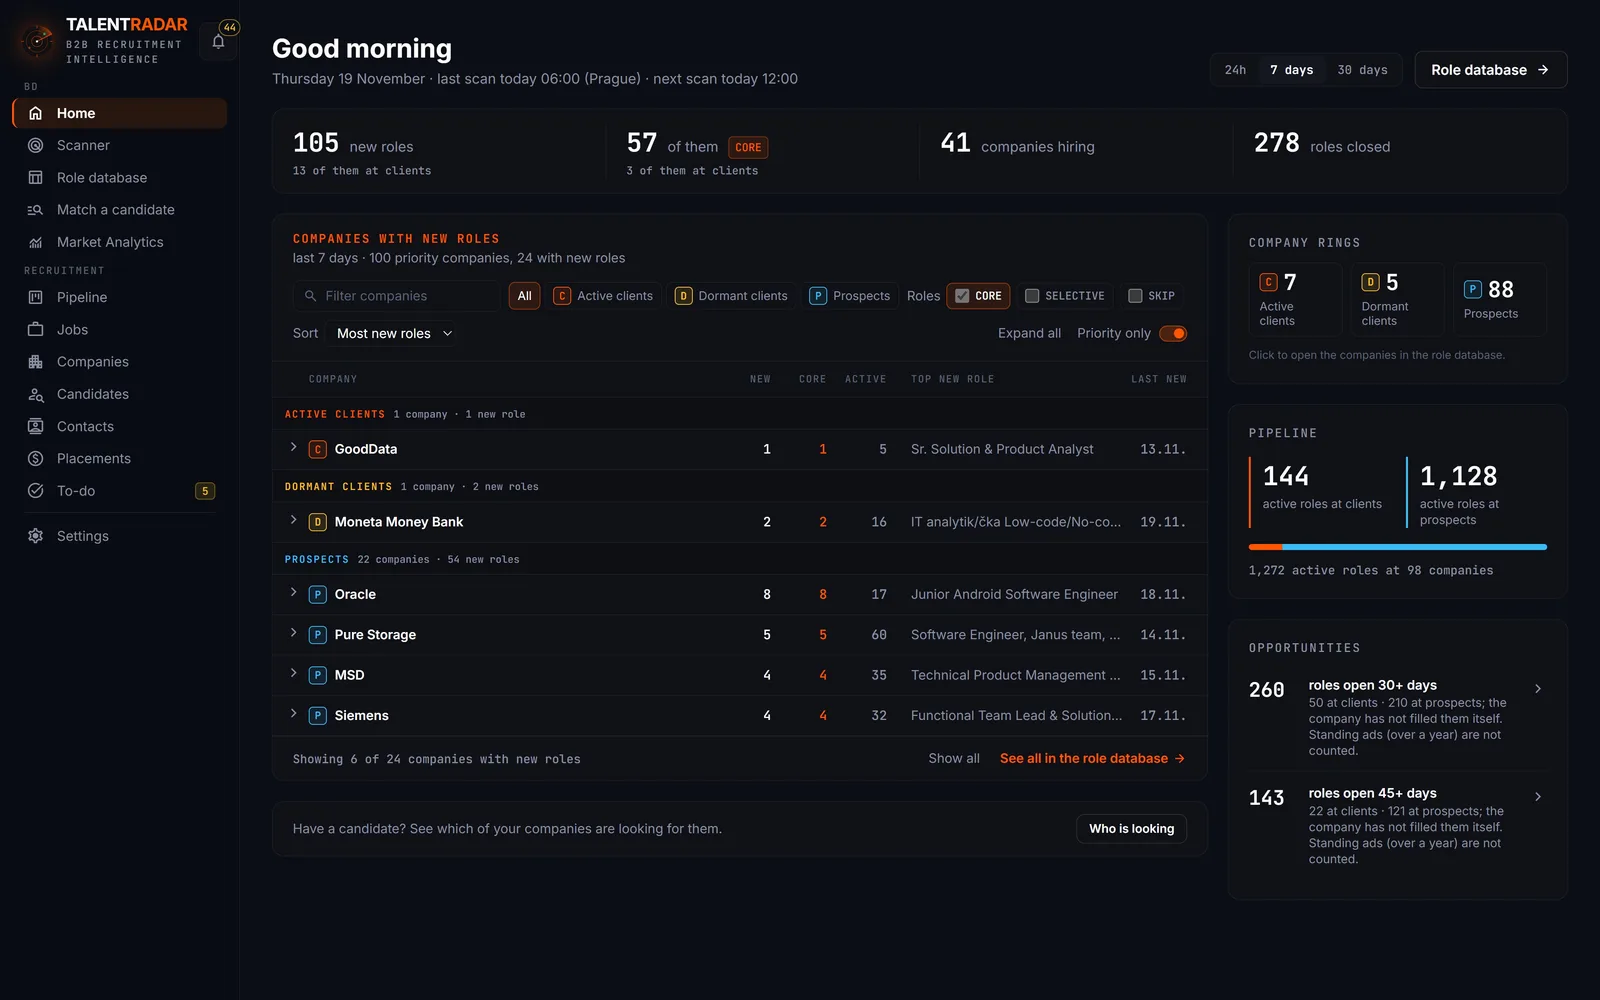 TALENTRADAR
B2B RECRUITMENT
INTELLIGENCE
44
BD
Home
Scanner
Role database
Match a candidate
Market Analytics
RECRUITMENT
Pipeline
Jobs
Companies
Candidates
Contacts
Placements
To-do 5
Settings
Good morning
Thursday 19 November · last scan today 06:00 (Prague) · next scan today 12:00
24h 7 days 30 days
Role database →
105 new roles
13 of them at clients
57 of them CORE
3 of them at clients
41 companies hiring
278 roles closed
COMPANIES WITH NEW ROLES
last 7 days · 100 priority companies, 24 with new roles
Filter companies All C Active clients D Dormant clients P Prospects Roles CORE SELECTIVE SKIP
Sort Most new roles Expand all Priority only
COMPANY NEW CORE ACTIVE TOP NEW ROLE LAST NEW
ACTIVE CLIENTS 1 company · 1 new role
C GoodData 1 1 5 Sr. Solution & Product Analyst 13.11.
DORMANT CLIENTS 1 company · 2 new roles
D Moneta Money Bank 2 2 16 IT analytik/čka Low-code/No-co... 19.11.
PROSPECTS 22 companies · 54 new roles
P Oracle 8 8 17 Junior Android Software Engineer 18.11.
P Pure Storage 5 5 60 Software Engineer, Janus team, ... 14.11.
P MSD 4 4 35 Technical Product Management ... 15.11.
P Siemens 4 4 32 Functional Team Lead & Solution... 17.11.
Showing 6 of 24 companies with new roles Show all See all in the role database →
Have a candidate? See which of your companies are looking for them. Who is looking
COMPANY RINGS
C 7 Active clients
D 5 Dormant clients
P 88 Prospects
Click to open the companies in the role database.
PIPELINE
144
active roles at clients
1,128
active roles at
prospects
1,272 active roles at 98 companies
OPPORTUNITIES
260 roles open 30+ days
50 at clients · 210 at prospects; the
company has not filled them itself.
Standing ads (over a year) are not
counted.
143 roles open 45+ days
22 at clients · 121 at prospects; the
company has not filled them itself.
Standing ads (over a year) are not
counted.